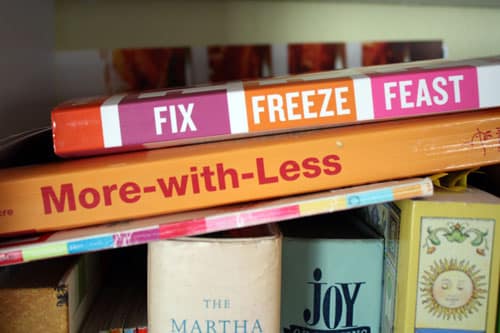 FIX FREEZE FEAST
More-with-Less
THE
MARTHA
joy